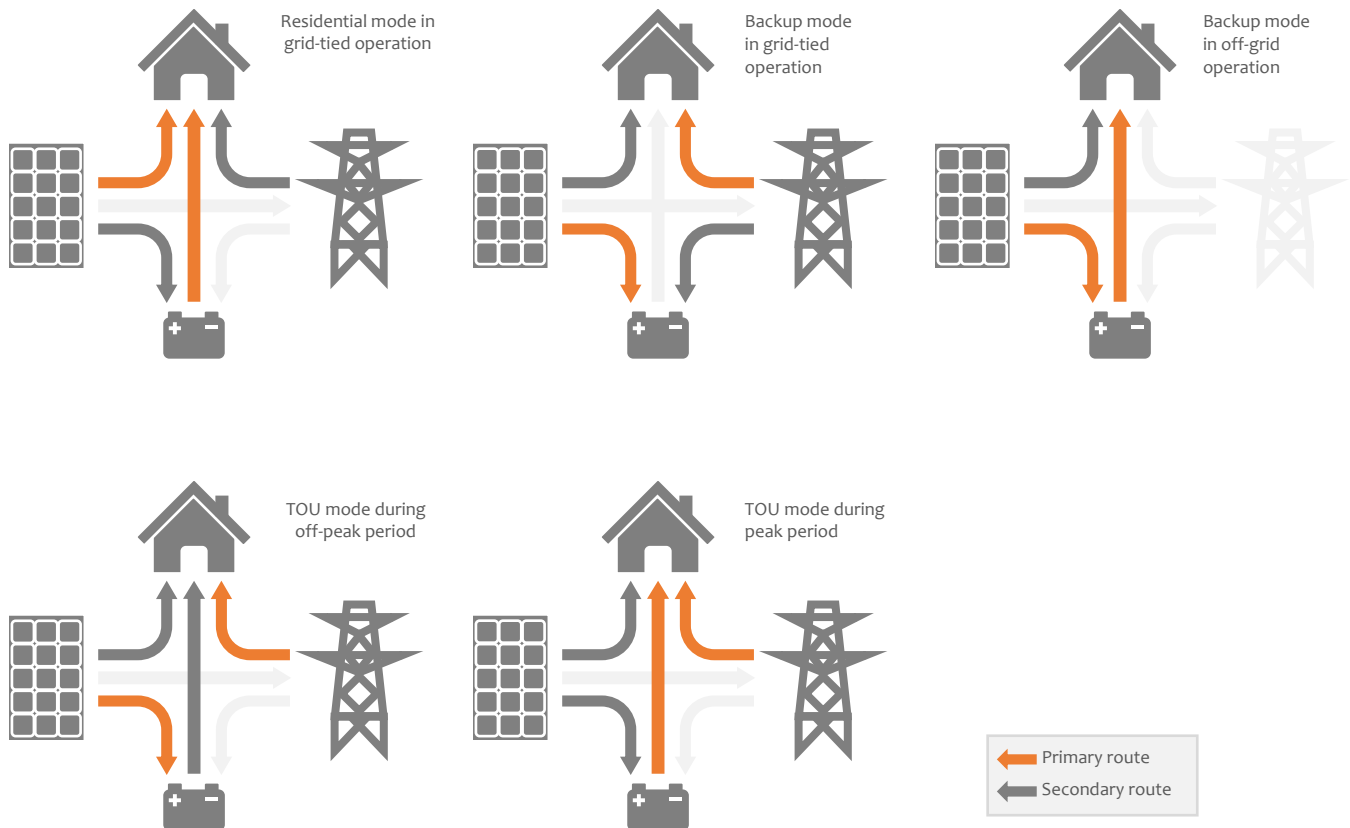 Residential mode in
grid-tied operation
Backup mode
in grid-tied
operation
Backup mode
in off-grid
operation
TOU mode during
off-peak period
TOU mode during
peak period
Primary route
Secondary route